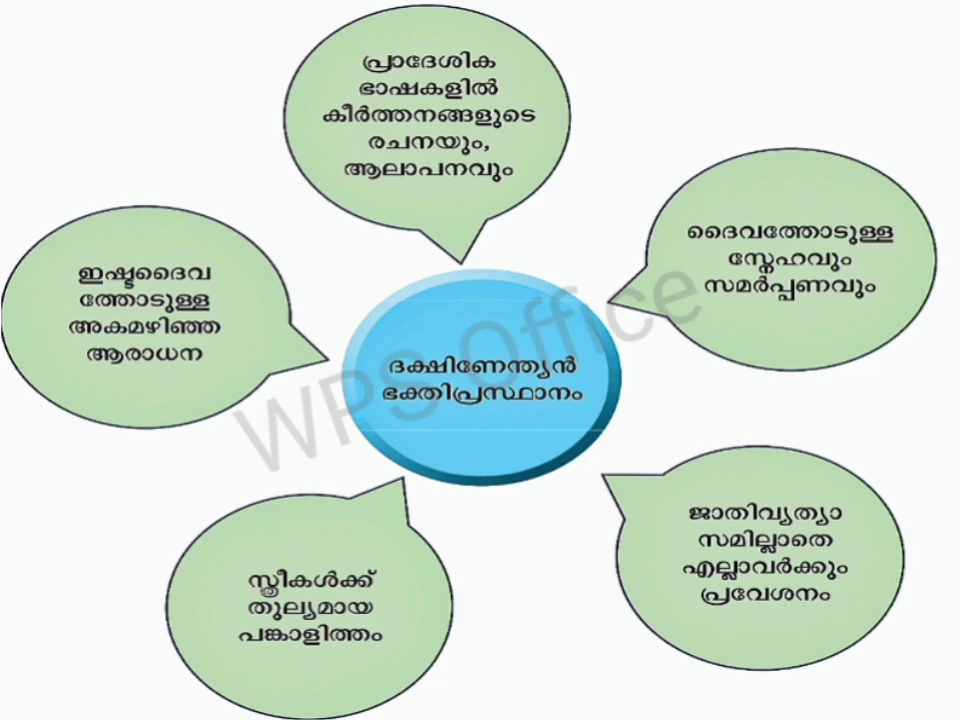 പ്രാദേശിക
ഭാഷകളിൽ
കീർത്തനങ്ങളുടെ
രചനയും,
ആലാപനവും
ദൈവത്തോടുള്ള
സ്നേഹവും
സമർപ്പണവും
ഇഷ്ടദൈവ
ത്തോടുള്ള
അകമഴിഞ്ഞ
ആരാധന
ദക്ഷിണേന്ത്യൻ
ഭക്തിപ്രസ്ഥാനം
WPS Office
ജാതിവ്യത്യാ
സമില്ലാതെ
എല്ലാവർക്കും
പ്രവേശനം
സ്ത്രീകൾക്ക്
തുല്യമായ
പങ്കാളിത്തം